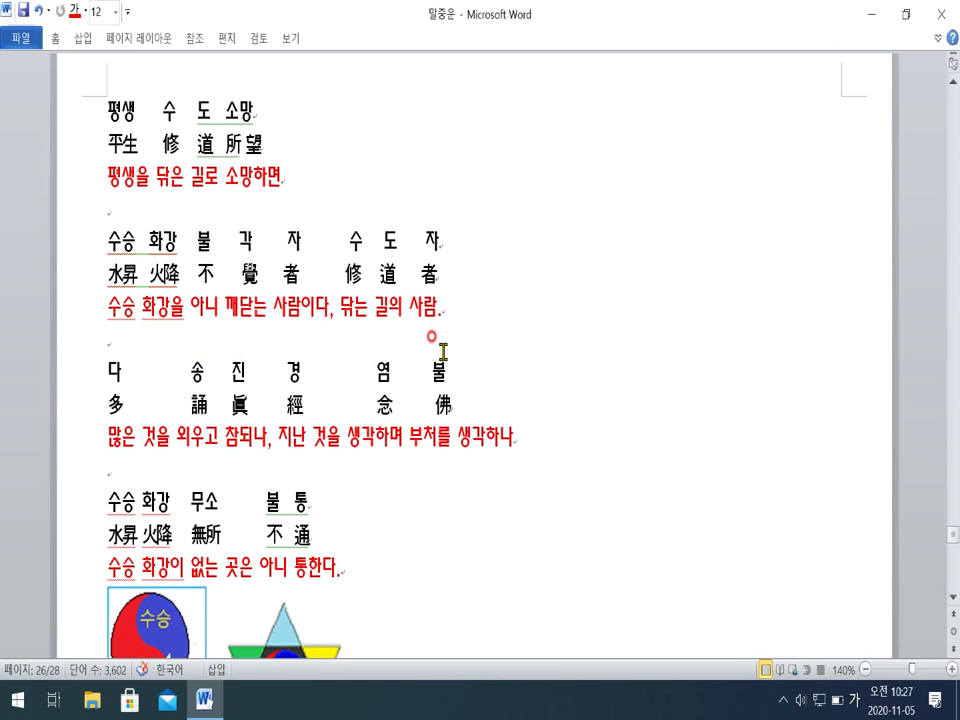 가 12
말중운 - Microsoft Word
파일 홈 삽입 페이지 레이아웃 참조 편지 검토 보기
평생 수 도 소망
平生 修 道 所望
평생을 닦은 길로 소망하면
수승 화강 불 각 자 수 도 자
水昇 火降 不 覺 者 修 道 者
수승 화강을 아니 깨닫는 사람이다, 닦는 길의 사람.
다 송 진 경 염 불
多 誦 眞 經 念 佛
많은 것을 외우고 참되나, 지난 것을 생각하며 부처를 생각하나
수승 화강 무소 불 통
水昇 火降 無所 不 通
수승 화강이 없는 곳은 아니 통한다.
수승
페이지: 26/28 단어 수: 3,602 한국어 삽입 140%
가 오전 10:27
2020-11-05